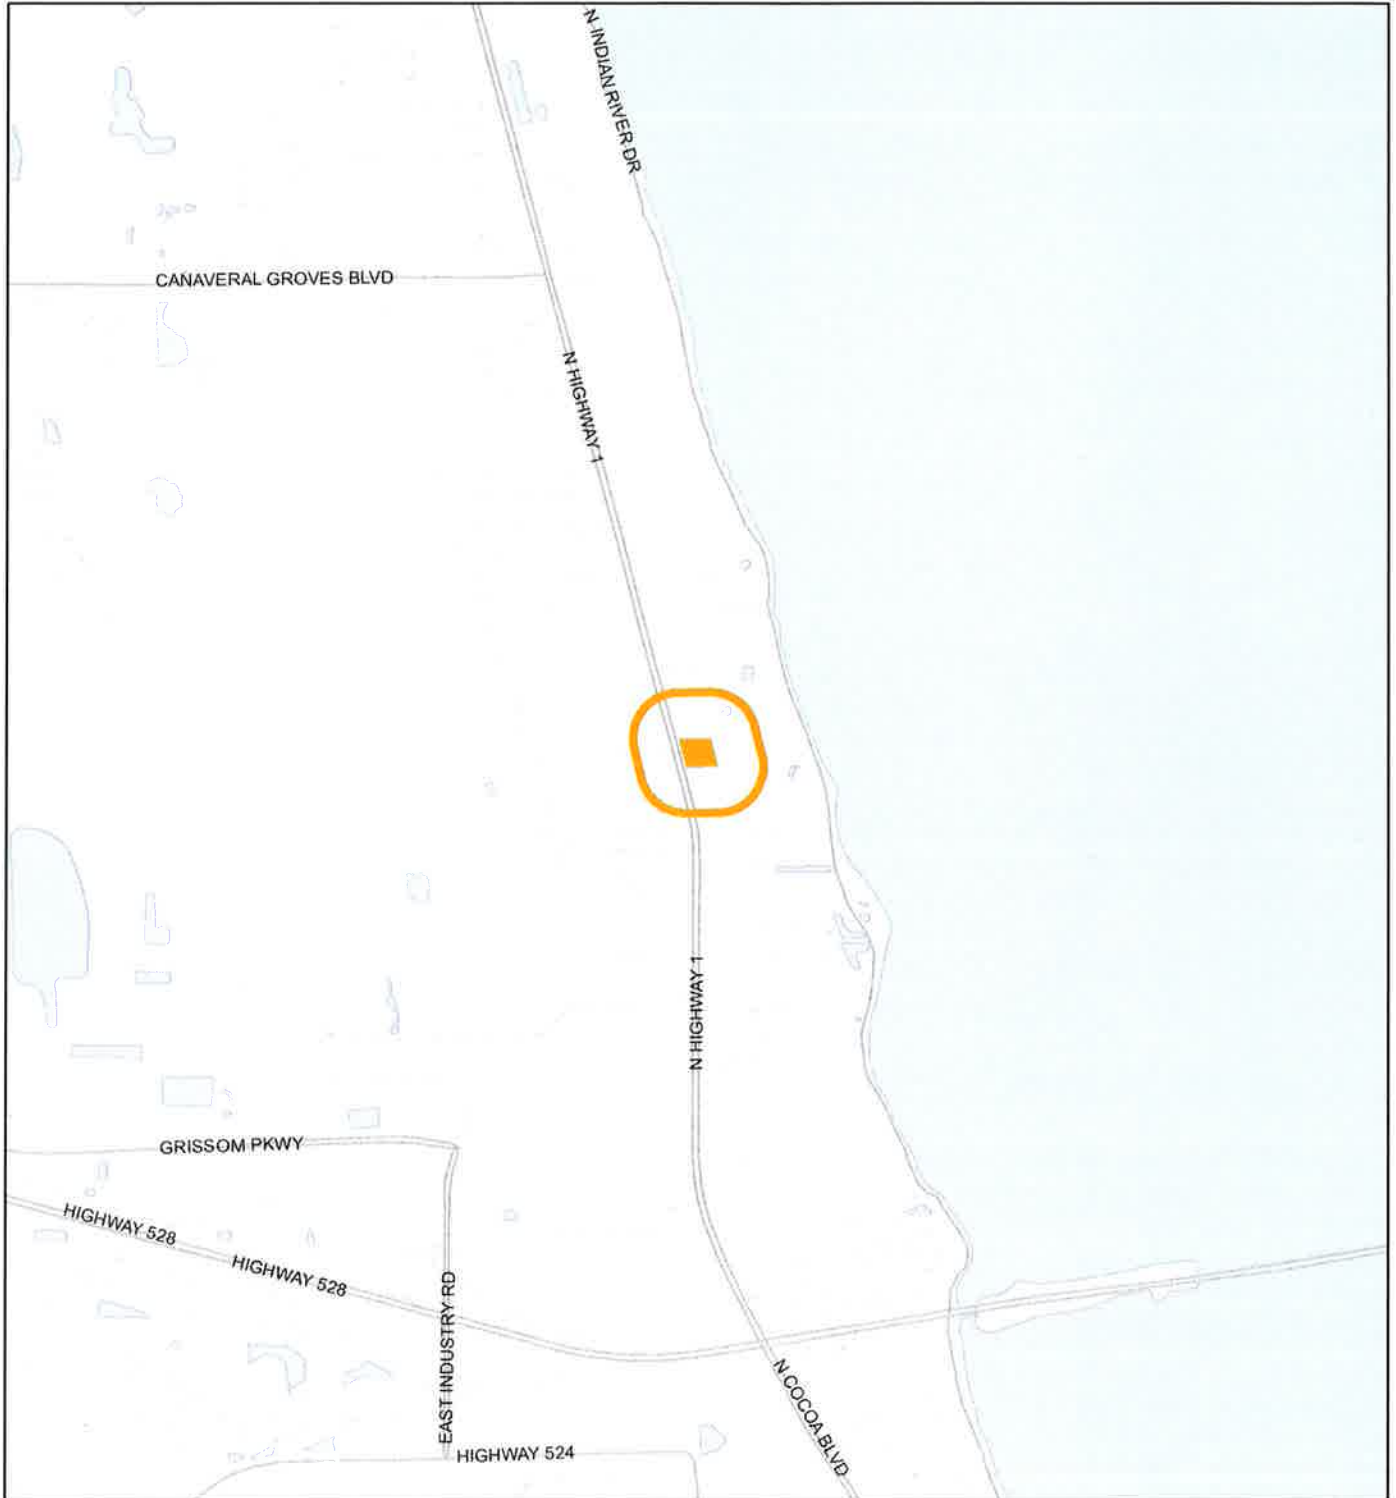 N INDIAN RIVER DR
CANAVERAL GROVES BLVD
N HIGHWAY 1
N HIGHWAY 1
GRISSOM PKWY
HIGHWAY 528
HIGHWAY 528
EAST INDUSTRY RD
N COCOA BLVD
HIGHWAY 524